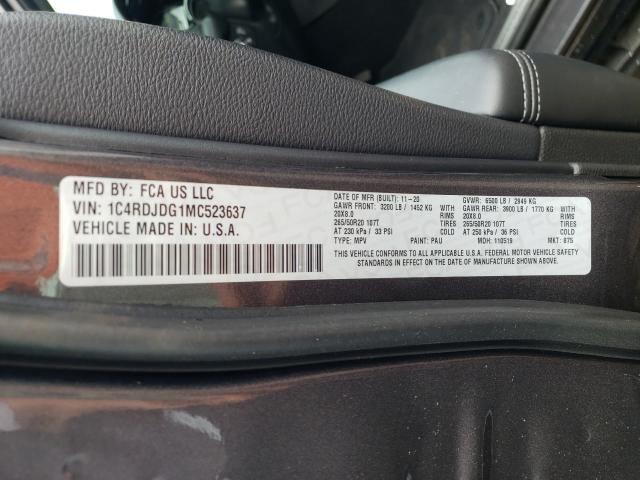 MFD BY: FCA US LLC
VIN: 1C4RDJDG1MC523637
VEHICLE MADE IN: U.S.A.
DATE OF MFR (BUILT): 11-20 GVWR: 6500 LB / 2949 KG
GAWR FRONT: 3200 LB / 1452 KG GAWR REAR: 3900 LB / 1770 KG
20X8.0 20X8.0
265/50R20 107T TIRES 265/50R20 107T TIRES
AT 230 kPa / 33 PSI COLD AT 250 kPa / 36 PSI COLD
TYPE: MPV PAINT: PAU MDH: 110519 MKT: 875
THIS VEHICLE CONFORMS TO ALL APPLICABLE U.S.A. FEDERAL MOTOR VEHICLE SAFETY
STANDARDS IN EFFECT ON THE DATE OF MANUFACTURE SHOWN ABOVE.